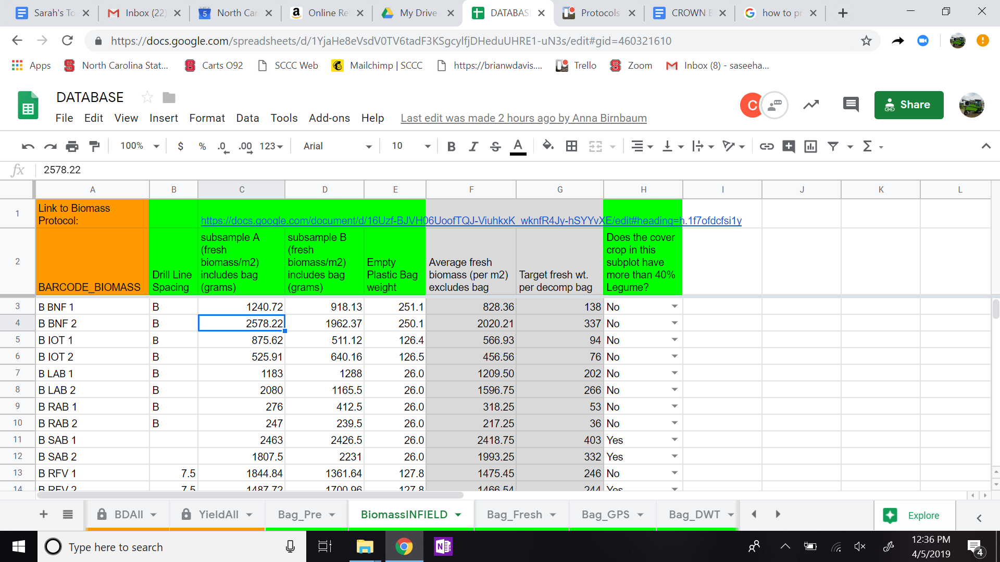 Sarah's To
Inbox (22)
North Car
Online Re
My Drive
DATABAS
Protocols
CROWN B
how to pr
https://docs.google.com/spreadsheets/d/1YjaHe8eVsdV0TV6tadF3KSgcylfjDHeduUHRE1-uN3s/edit#gid=460321610
Apps
North Carolina Stat...
Carts O92
SCCC Web
Mailchimp | SCCC
https://brianwdavis....
Trello
Zoom
Inbox (8) - saseeha...
DATABASE
C
Share
File Edit View Insert Format Data Tools Add-ons Help Last edit was made 2 hours ago by Anna Birnbaum
100% $ % .0 .00 123 Arial 10 B I S A
fx 2578.22
A B C D E F G H I J K L
1 Link to Biomass
Protocol:
https://docs.google.com/document/d/16Uzf-BJVH06UoofTQJ-ViuhkxK_wknfR4Jy-hSYYvXE/edit#heading=h.1f7ofdcfsi1y
2 BARCODE_BIOMASS
Drill Line
Spacing
subsample A
(fresh
biomass/m2)
includes bag
(grams)
subsample B
(fresh
biomass/m2)
includes bag
(grams)
Empty
Plastic Bag
weight
Average fresh
biomass (per m2)
excludes bag
Target fresh wt.
per decomp bag
Does the cover
crop in this
subplot have
more than 40%
Legume?
3 B BNF 1 B 1240.72 918.13 251.1 828.36 138 No
4 B BNF 2 B 2578.22 1962.37 250.1 2020.21 337 No
5 B IOT 1 B 875.62 511.12 126.4 566.93 94 No
6 B IOT 2 B 525.91 640.16 126.5 456.56 76 No
7 B LAB 1 B 1183 1288 26.0 1209.50 202 No
8 B LAB 2 B 2080 1165.5 26.0 1596.75 266 No
9 B RAB 1 B 276 412.5 26.0 318.25 53 No
10 B RAB 2 B 247 239.5 26.0 217.25 36 No
11 B SAB 1 2463 2426.5 26.0 2418.75 403 Yes
12 B SAB 2 1807.5 2231 26.0 1993.25 332 Yes
13 B RFV 1 7.5 1844.84 1361.64 127.8 1475.45 246 No
14 B RFV 2 7.5 1487.72 1700.96 127.8 1466.54 244 Yes
BDAll YieldAll Bag_Pre BiomassINFIELD Bag_Fresh Bag_GPS Bag_DWT Explore
Type here to search
N
12:36 PM
4/5/2019
4